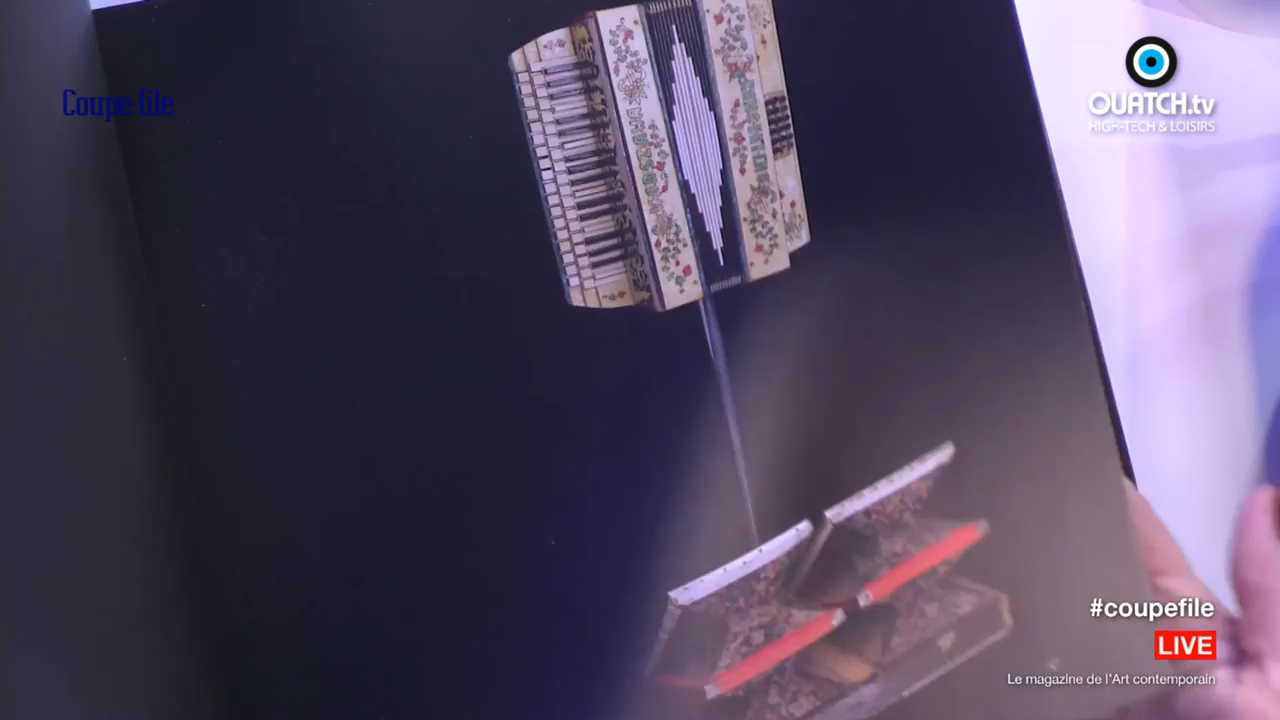 Coupe file
OUATCH.tv
HIGH-TECH & LOISIRS
#coupefile
LIVE
Le magazine de l'Art contemporain